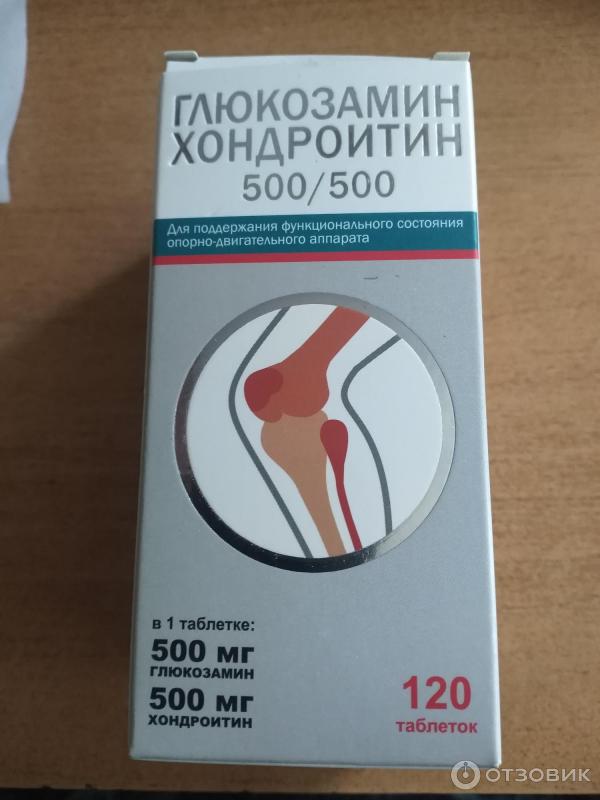 ГЛЮКОЗАМИН
ХОНДРОИТИН
500/500
Для поддержания функционального состояния
опорно-двигательного аппарата
в 1 таблетке:
500 мг
ГЛЮКОЗАМИН
500 мг
ХОНДРОИТИН
120
таблеток
ОТЗОВИК